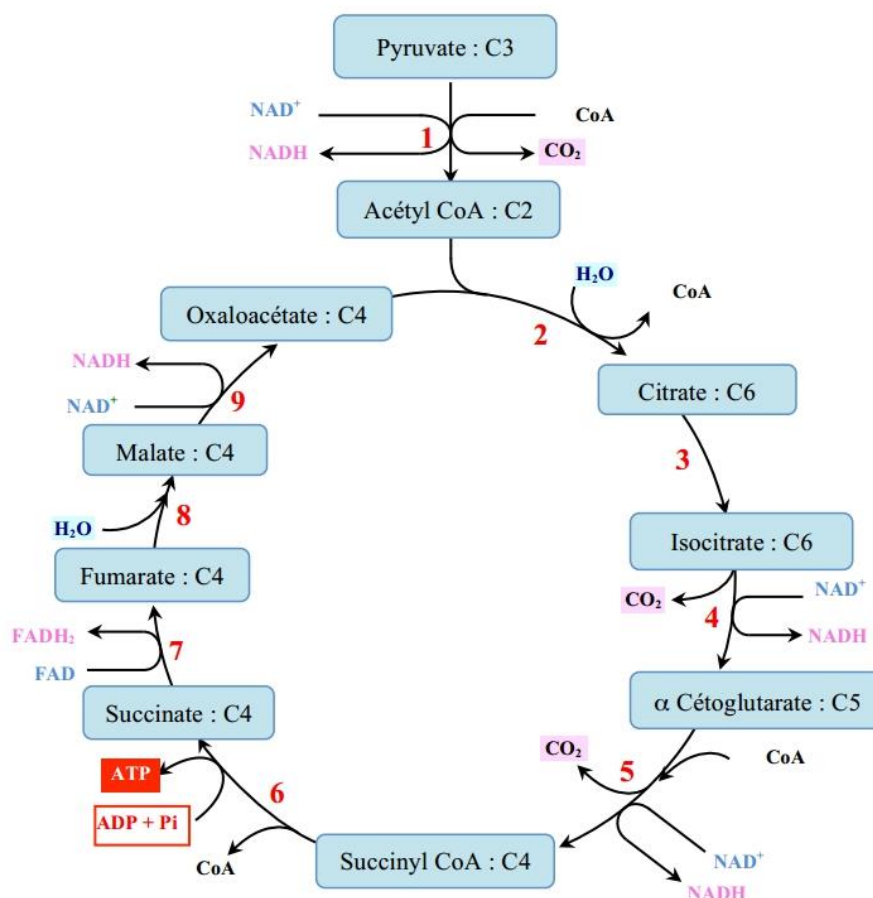 Pyruvate : C3
NAD⁺
CoA
1
NADH
CO₂
Acétyl CoA : C2
H₂O
CoA
Oxaloacétate : C4
2
NADH
NAD⁺
9
Citrate : C6
Malate : C4
3
8
H₂O
Isocitrate : C6
Fumarate : C4
CO₂
NAD⁺
4
FADH₂
NADH
7
FAD
α Cétoglutarate : C5
Succinate : C4
CO₂
CoA
5
ATP
6
ADP + Pi
CoA
Succinyl CoA : C4
NAD⁺
NADH